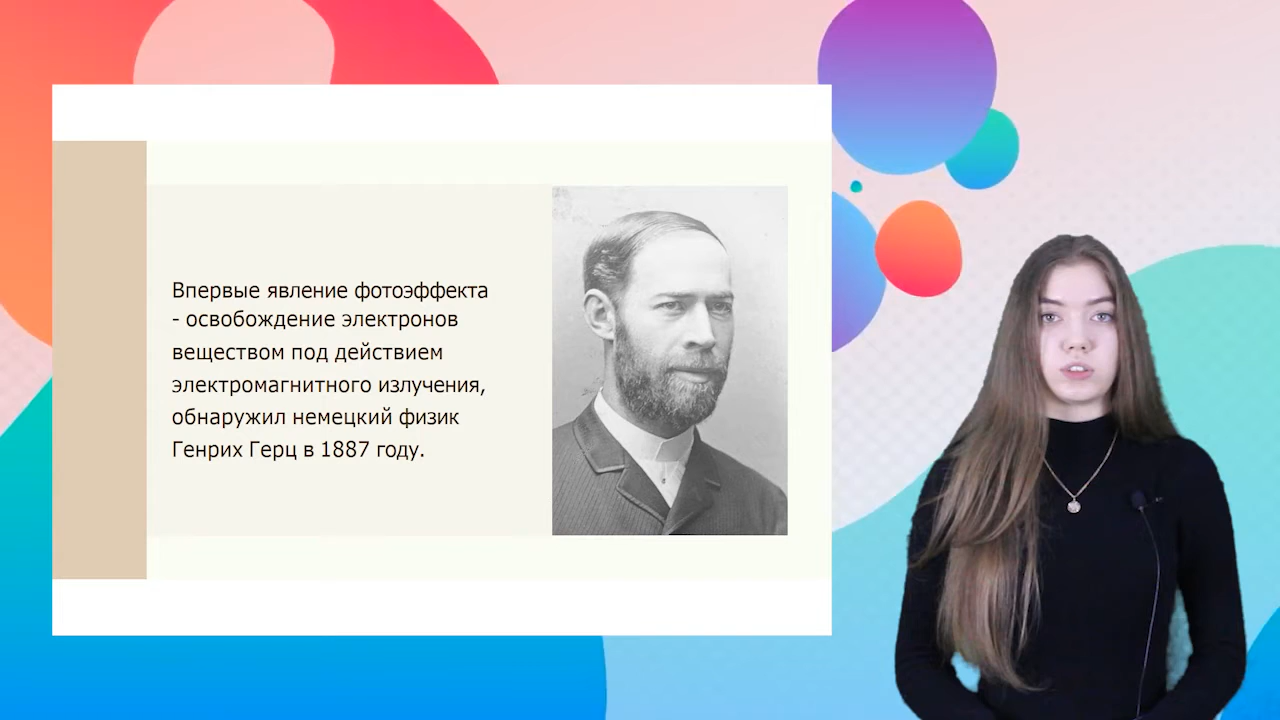 Впервые явление фотоэффекта
- освобождение электронов
веществом под действием
электромагнитного излучения,
обнаружил немецкий физик
Генрих Герц в 1887 году.